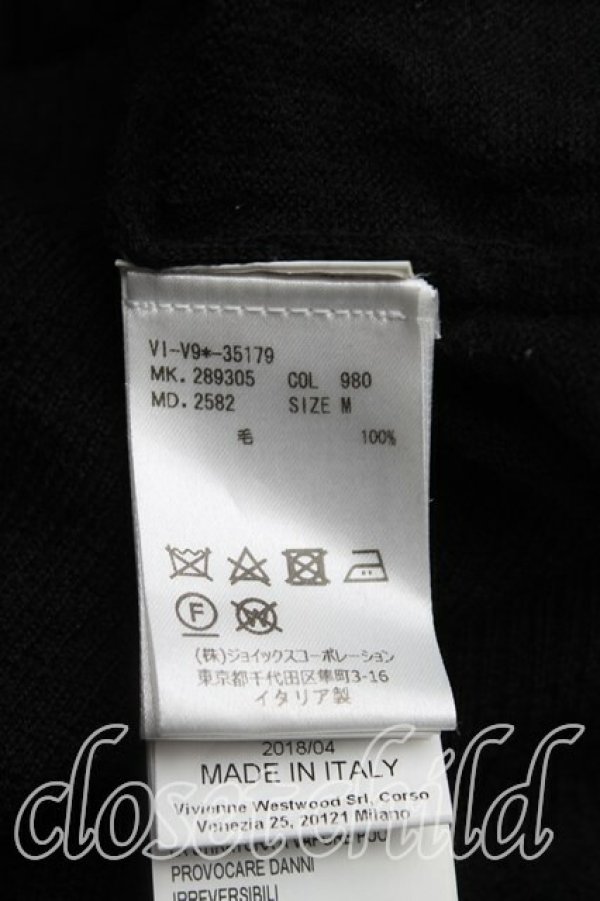 VI-V9*-35179
MK. 289305 COL 980
MD. 2582 SIZE M
毛 100%
F W
(株)ジョイックスコーポレーション
東京都千代田区隼町3-16
イタリア製
2018/04
MADE IN ITALY
Vivienne Westwood Srl, Corso
Venezia 25, 20121 Milano
PROVOCARE DANNI
IRREVERSIBILI
closetchild